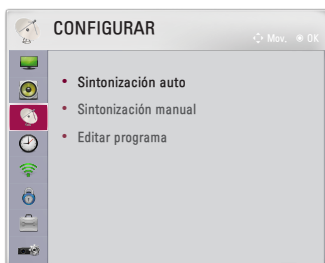 CONFIGURAR
Mov. OK
• Sintonización auto
• Sintonización manual
• Editar programa